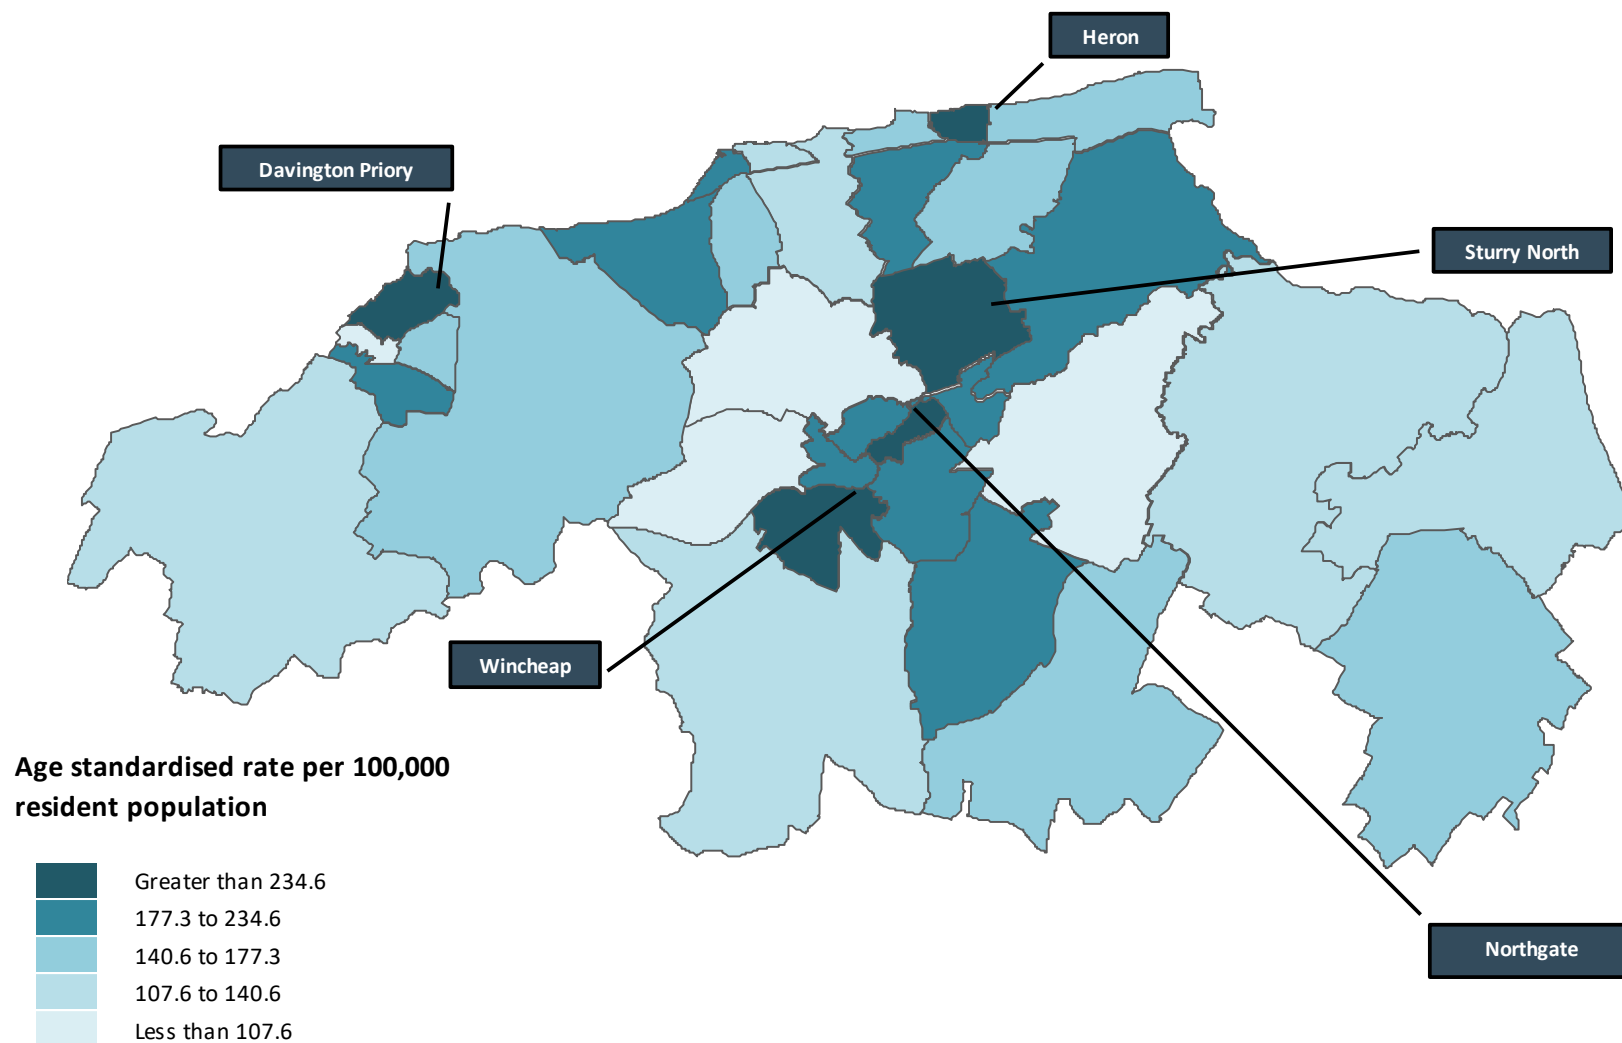 Heron
Davington Priory
Sturry North
Wincheap
Northgate
Age standardised rate per 100,000
resident population
Greater than 234.6
177.3 to 234.6
140.6 to 177.3
107.6 to 140.6
Less than 107.6